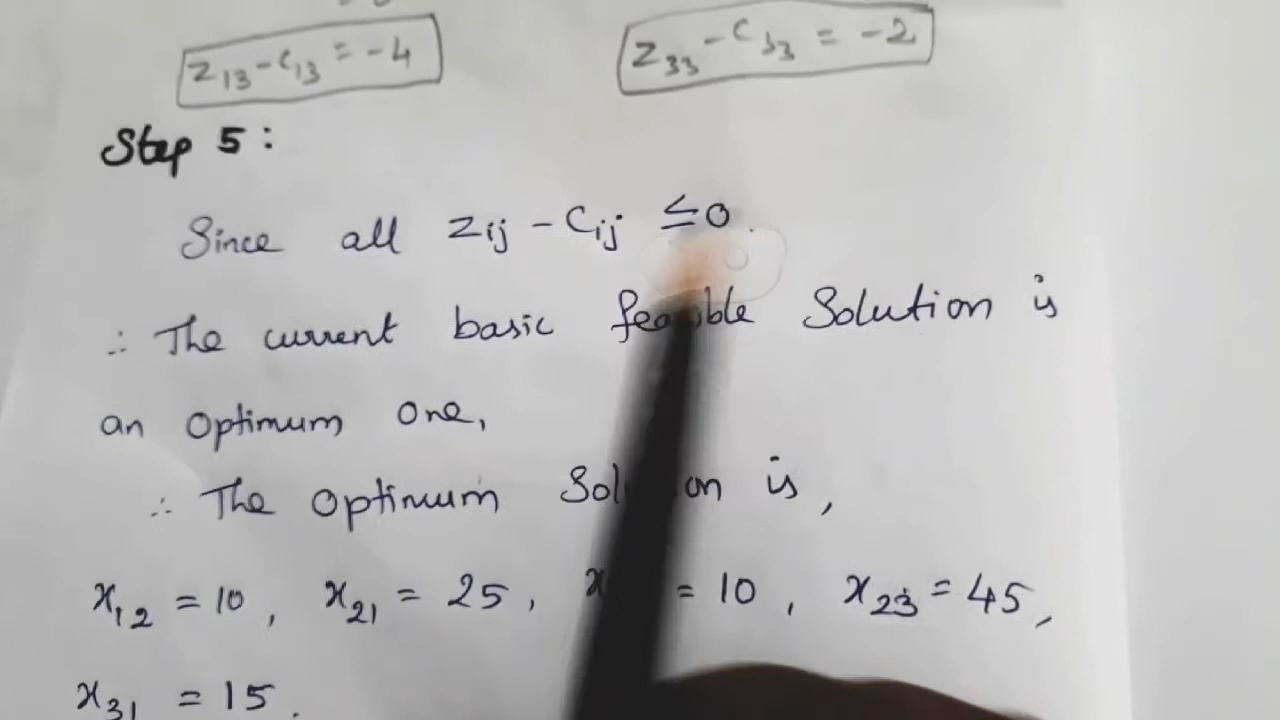 Z13 - C13 = -4 Z33 - C33 = -2
Step 5:
Since all Zij - Cij ≤ 0.
∴ The current basic feasible Solution is
an Optimum One,
∴ The Optimum is,
x12 = 10, x21 = 25, = 10, x23 = 45,
x31 = 15.